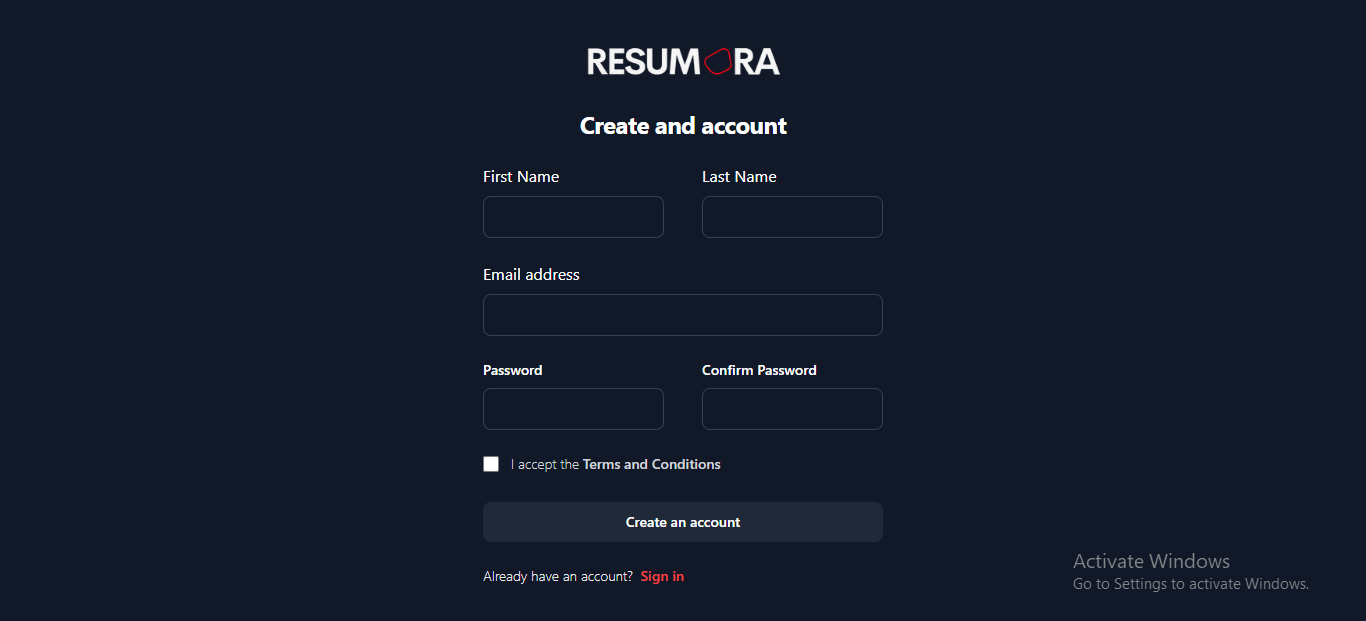 RESUMORA
Create and account
First Name Last Name
Email address
Password Confirm Password
I accept the Terms and Conditions
Create an account
Already have an account? Sign in
Activate Windows
Go to Settings to activate Windows.